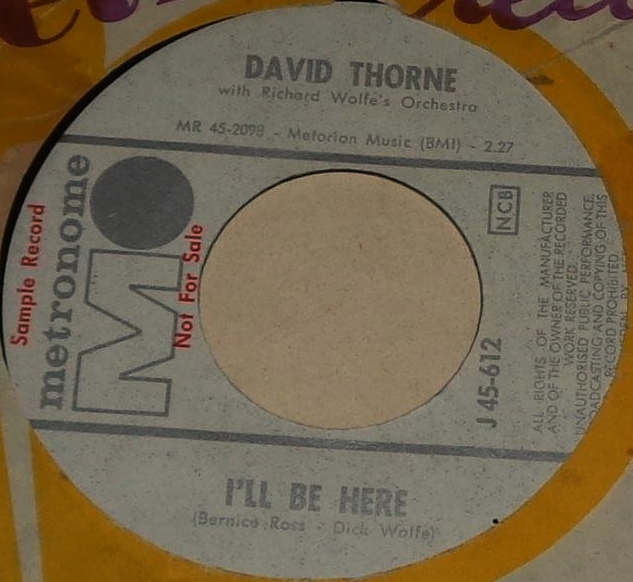 DAVID THORNE
with Richard Wolfe's Orchestra
MR 45-2098 - Meforion Music (BMI) - 2.27
metronome
M
Sample Record
Not For Sale
NCB
J 45-612
ALL RIGHTS OF THE MANUFACTURER
AND OF THE OWNER OF THE RECORDED
WORK RESERVED.
UNAUTHORISED PUBLIC PERFORMANCE,
BROADCASTING AND COPYING OF THIS
RECORD PROHIBITED
I'LL BE HERE
(Bernice Ross - Dick Wolfe)